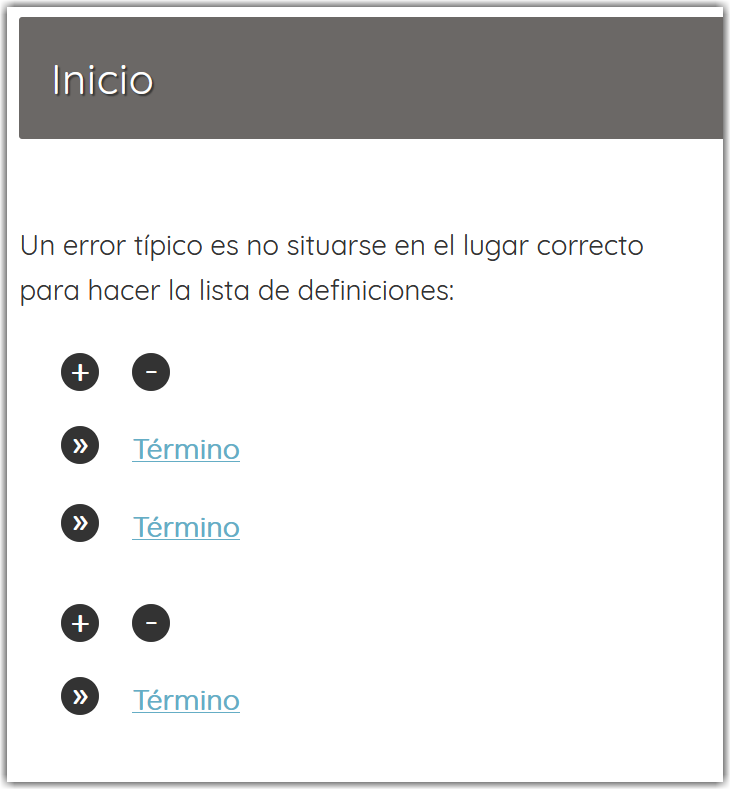 Inicio
Un error típico es no situarse en el lugar correcto
para hacer la lista de definiciones:
+ -
» Término
» Término
+ -
» Término